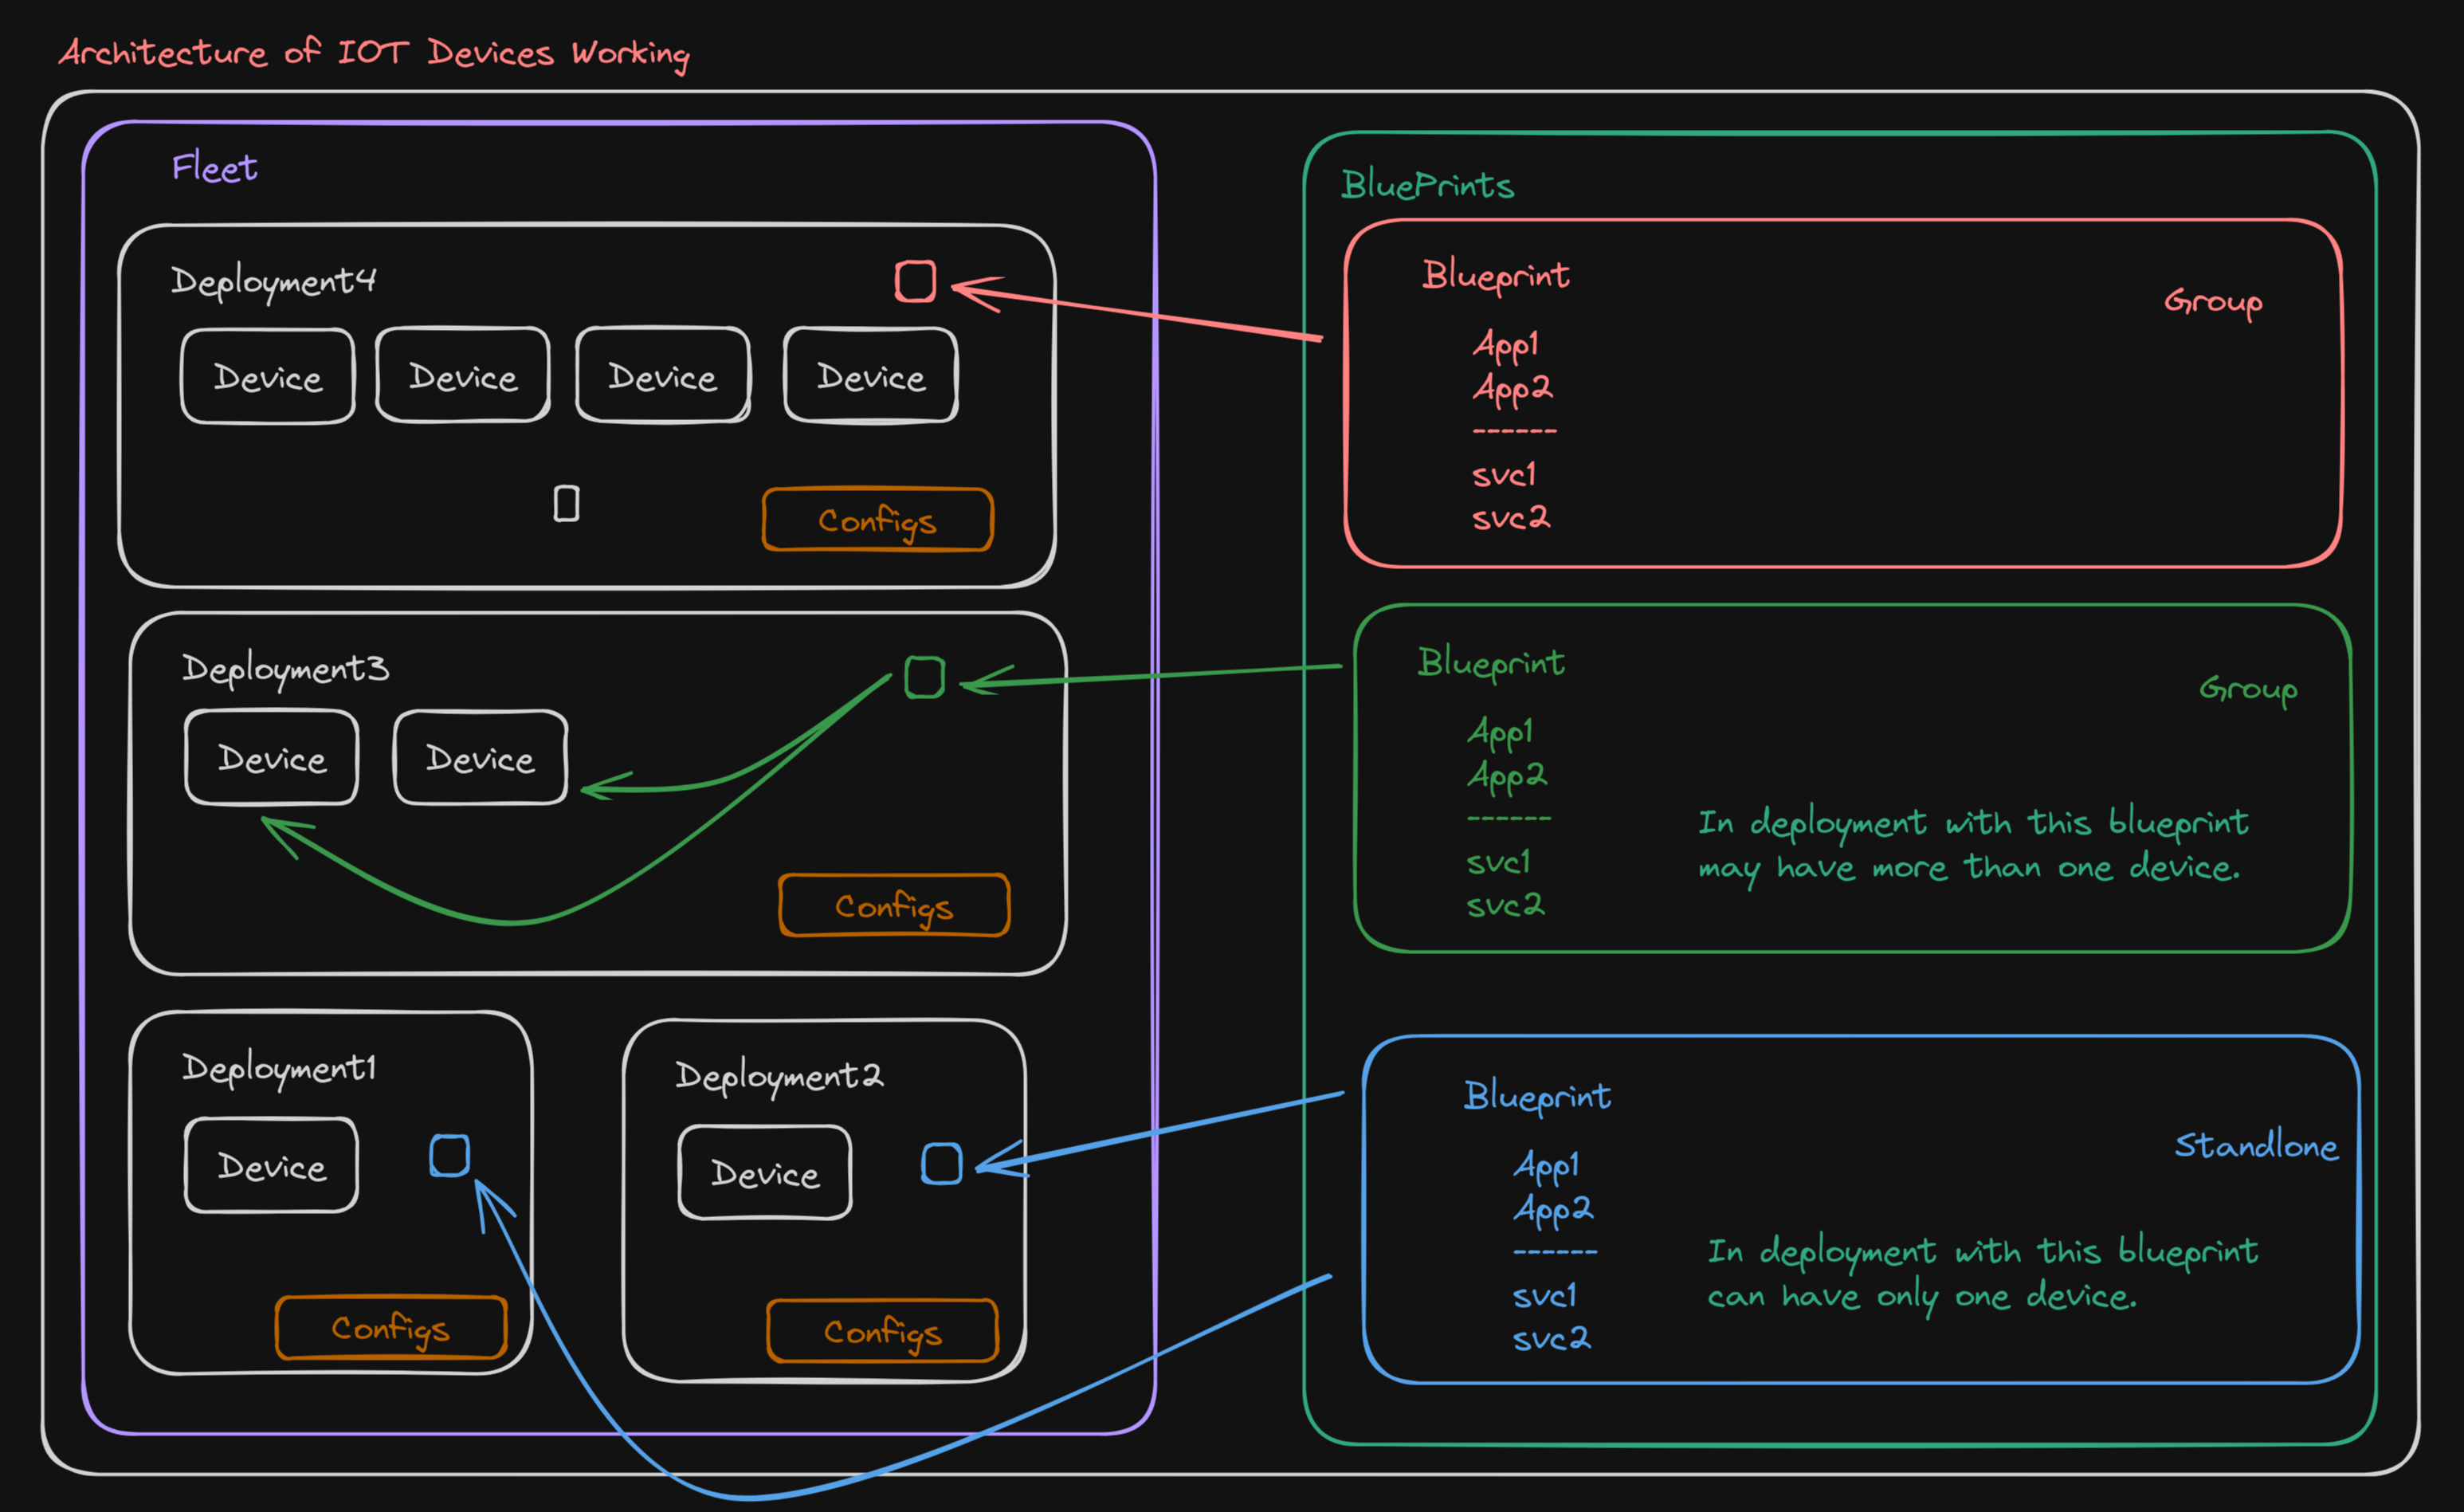 Architecture of IOT Devices Working
Fleet
Deployment4
Device
Device
Device
Device
Configs
Deployment3
Device
Device
Configs
Deployment1
Device
Configs
Deployment2
Device
Configs
BluePrints
Blueprint
Group
App1
App2
------
svc1
svc2
Blueprint
Group
App1
App2
------
svc1
svc2
In deployment with this blueprint
may have more than one device.
Blueprint
Standlone
App1
App2
------
svc1
svc2
In deployment with this blueprint
can have only one device.